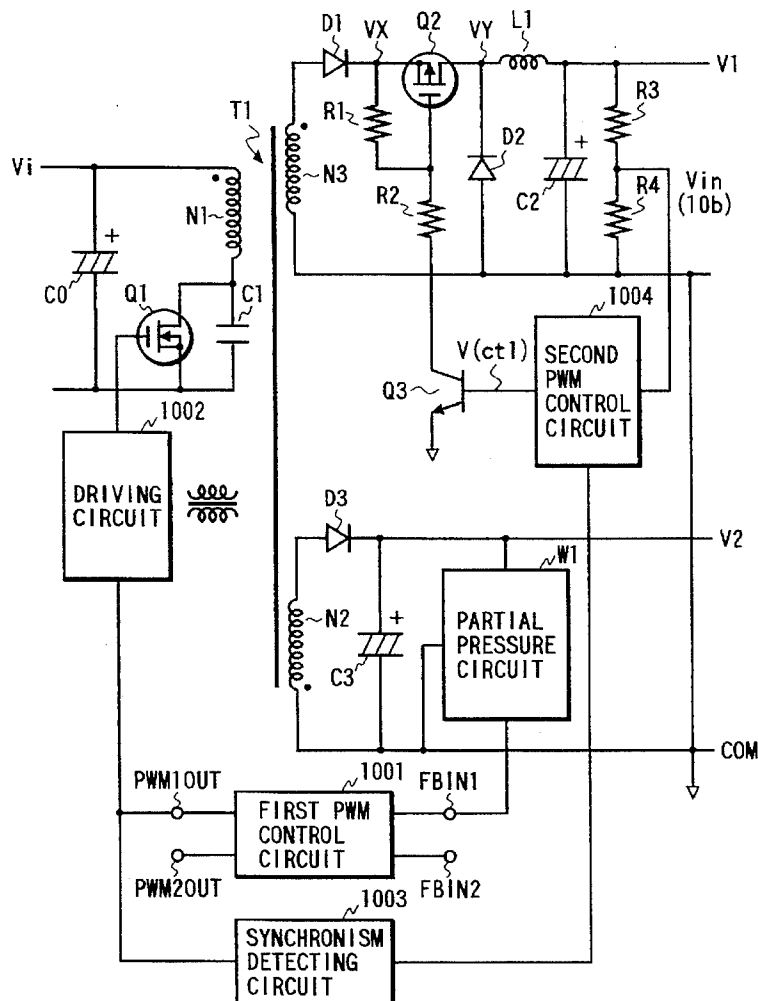 D1
VX
Q2
VY
L1
V1
T1
R1
R3
+
D2
Vi
N3
N1
R2
C2
R4
Vin
(10b)
+
C0
Q1
C1
1004
V(ctl)
SECOND
PWM
CONTROL
CIRCUIT
Q3
1002
DRIVING
CIRCUIT
D3
V2
W1
N2
+
C3
PARTIAL
PRESSURE
CIRCUIT
COM
1001
PWM1OUT
FIRST PWM
CONTROL
CIRCUIT
FBIN1
PWM2OUT
FBIN2
1003
SYNCHRONISM
DETECTING
CIRCUIT